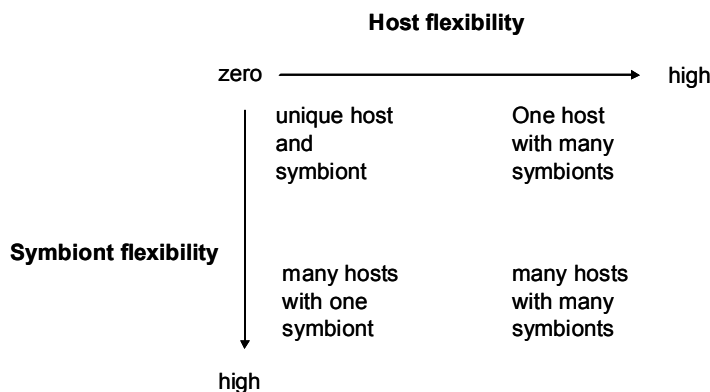 Host flexibility
zero
high
unique host
and
symbiont
One host
with many
symbionts
Symbiont flexibility
many hosts
with one
symbiont
many hosts
with many
symbionts
high